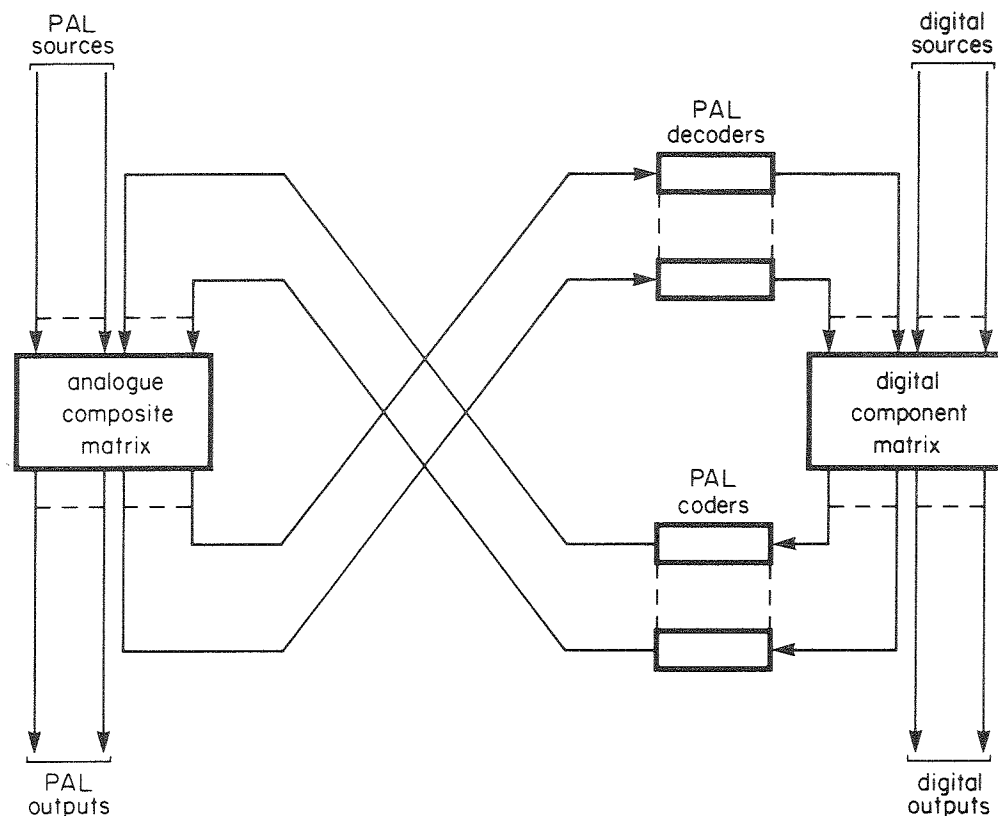 PAL
sources
digital
sources
PAL
decoders
analogue
composite
matrix
digital
component
matrix
PAL
coders
PAL
outputs
digital
outputs